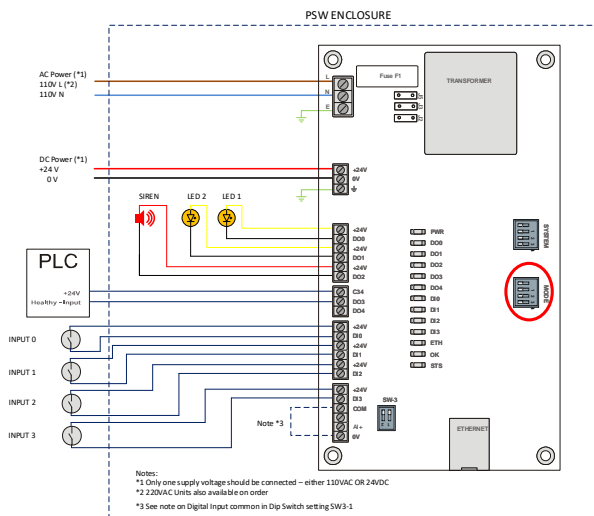 PSW ENCLOSURE
AC Power (*1)
110V L (*2)
110V N
L
N
E
Fuse F1
TRANSFORMER
DC Power (*1)
+24 V
0 V
+24V
0V
SIREN
LED 2
LED 1
+24V
DO0
+24V
DO1
+24V
DO2
PWR
DO0
DO1
DO2
DO3
DO4
DI0
DI1
DI2
DI3
ETH
OK
STS
SYSTEM
MODE
PLC
+24V
Healthy -Input
C34
DO3
DO4
INPUT 0
INPUT 1
INPUT 2
INPUT 3
+24V
DI0
+24V
DI1
+24V
DI2
+24V
DI3
COM
AI+
0V
Note *3
SW-3
ETHERNET
Notes:
*1 Only one supply voltage should be connected – either 110VAC OR 24VDC
*2 220VAC Units also available on order
*3 See note on Digital Input common in Dip Switch setting SW3-1